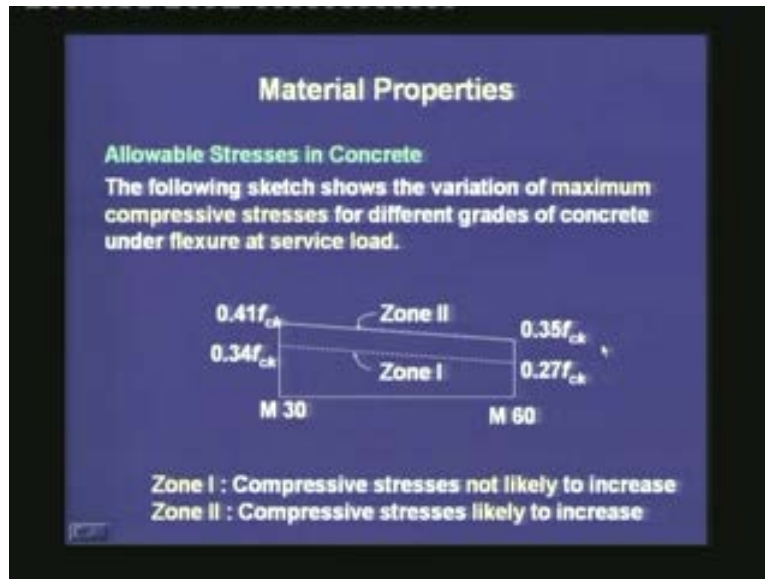 Material Properties
Allowable Stresses in Concrete
The following sketch shows the variation of maximum
compressive stresses for different grades of concrete
under flexure at service load.
0.41fck
Zone II
0.35fck
0.34fck
Zone I
0.27fck
M 30
M 60
Zone I : Compressive stresses not likely to increase
Zone II : Compressive stresses likely to increase